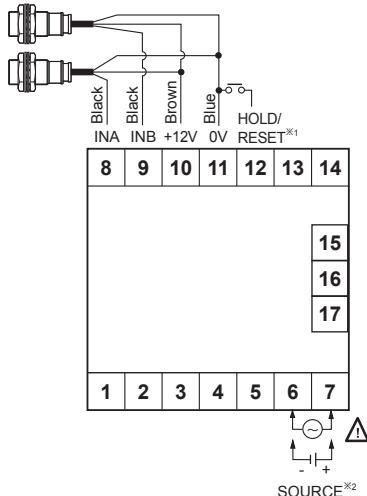 Black
Black
Brown
Blue
HOLD/
INA INB +12V 0V RESET※1
8 9 10 11 12 13 14
15
16
17
1 2 3 4 5 6 7
- +
SOURCE※2